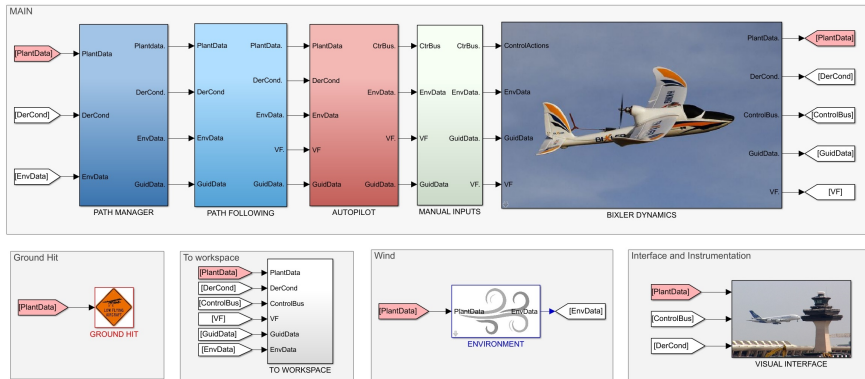 MAIN
[PlantData]
[DerCond]
[EnvData]
PlantData
DerCond
EnvData
Plantdata.
DerCond.
EnvData.
GuidData.
PATH MANAGER
PlantData
DerCond
EnvData
GuidData
PlantData.
DerCond.
EnvData.
VF.
GuidData.
PATH FOLLOWING
PlantData
DerCond
EnvData
VF
GuidData
CtrBus.
EnvData.
VF.
GuidData.
AUTOPILOT
CtrBus
EnvData
VF
GuidData
CtrBus.
EnvData.
GuidData.
VF.
MANUAL INPUTS
ControlActions
EnvData
GuidData
VF
PlantData.
DerCond.
ControlBus.
GuidData.
VF.
BIXLER DYNAMICS
[PlantData]
[DerCond]
[ControlBus]
[GuidData]
[VF]
Ground Hit
[PlantData]
LOW FLYING
AIRCRAFT
GROUND HIT
To workspace
[PlantData]
[DerCond]
[ControlBus]
[VF]
[GuidData]
[EnvData]
PlantData
DerCond
ControlBus
VF
GuidData
EnvData
TO WORKSPACE
Wind
[PlantData]
PlantData
EnvData
[EnvData]
ENVIRONMENT
Interface and Instrumentation
[PlantData]
[ControlBus]
[DerCond]
VISUAL INTERFACE